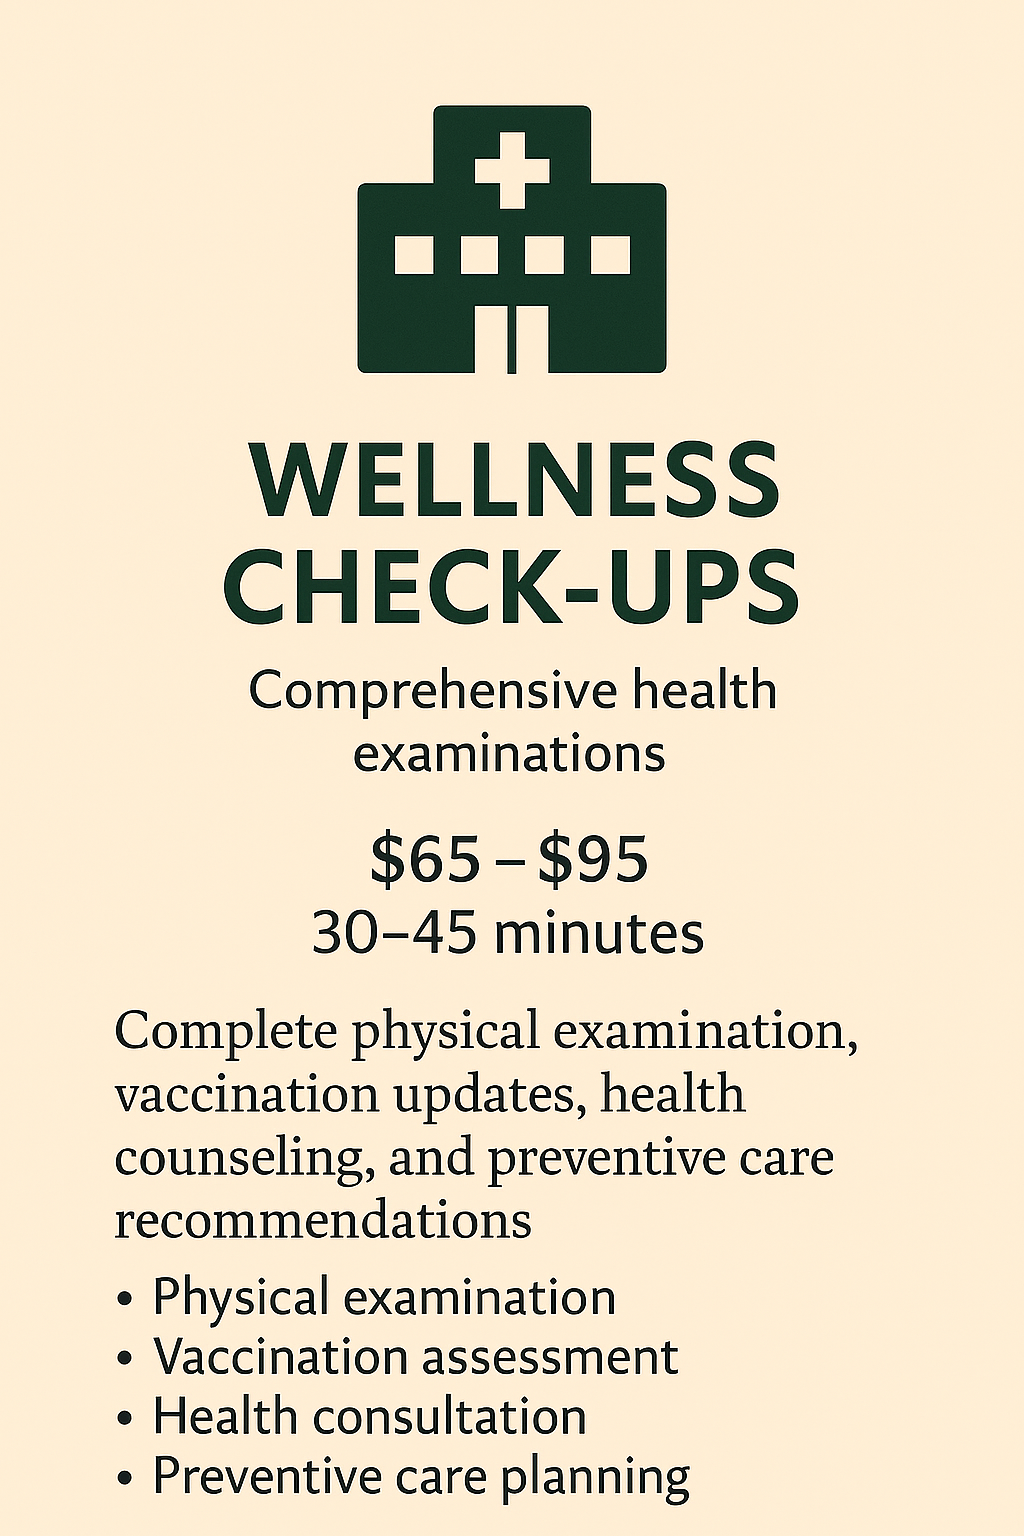 WELLNESS
CHECK-UPS
Comprehensive health
examinations
$65 – $95
30–45 minutes
Complete physical examination,
vaccination updates, health
counseling, and preventive care
recommendations
• Physical examination
• Vaccination assessment
• Health consultation
• Preventive care planning